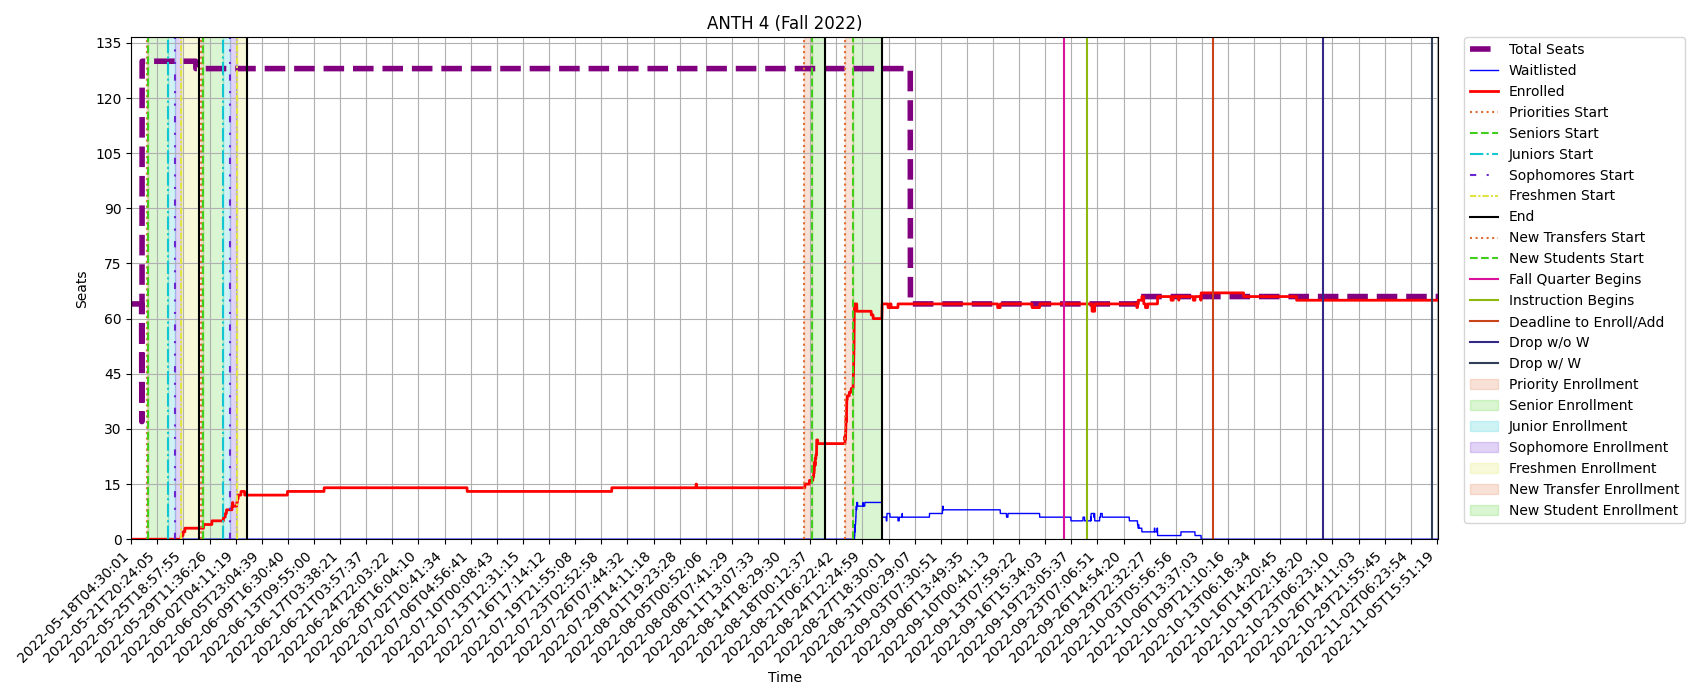 ANTH 4 (Fall 2022)
Seats
135
120
105
90
75
60
45
30
15
0
2022-05-18T04:30:01
2022-05-21T20:24:05
2022-05-25T18:57:55
2022-05-29T11:36:26
2022-06-02T04:11:19
2022-06-05T23:04:39
2022-06-09T16:30:40
2022-06-13T09:55:00
2022-06-17T03:38:21
2022-06-21T03:57:37
2022-06-24T22:03:22
2022-06-28T16:04:10
2022-07-02T10:41:34
2022-07-06T04:56:41
2022-07-10T00:08:43
2022-07-13T12:31:15
2022-07-16T17:14:12
2022-07-19T21:55:08
2022-07-23T02:52:58
2022-07-26T07:44:32
2022-07-29T14:11:18
2022-08-01T19:23:28
2022-08-05T00:52:06
2022-08-08T07:41:29
2022-08-11T13:07:33
2022-08-14T18:29:30
2022-08-18T00:12:37
2022-08-21T06:22:42
2022-08-24T12:24:59
2022-08-27T18:30:01
2022-08-31T00:29:07
2022-09-03T07:30:51
2022-09-06T13:49:35
2022-09-10T00:41:13
2022-09-13T07:59:22
2022-09-16T15:34:03
2022-09-19T23:05:37
2022-09-23T07:06:51
2022-09-26T14:54:20
2022-09-29T22:32:27
2022-10-03T05:56:56
2022-10-06T13:37:03
2022-10-09T21:10:16
2022-10-13T06:18:34
2022-10-16T14:20:45
2022-10-19T22:18:20
2022-10-23T06:23:10
2022-10-26T14:11:03
2022-10-29T21:55:45
2022-11-02T06:23:54
2022-11-05T15:51:19
Time
Total Seats
Waitlisted
Enrolled
Priorities Start
Seniors Start
Juniors Start
Sophomores Start
Freshmen Start
End
New Transfers Start
New Students Start
Fall Quarter Begins
Instruction Begins
Deadline to Enroll/Add
Drop w/o W
Drop w/ W
Priority Enrollment
Senior Enrollment
Junior Enrollment
Sophomore Enrollment
Freshmen Enrollment
New Transfer Enrollment
New Student Enrollment